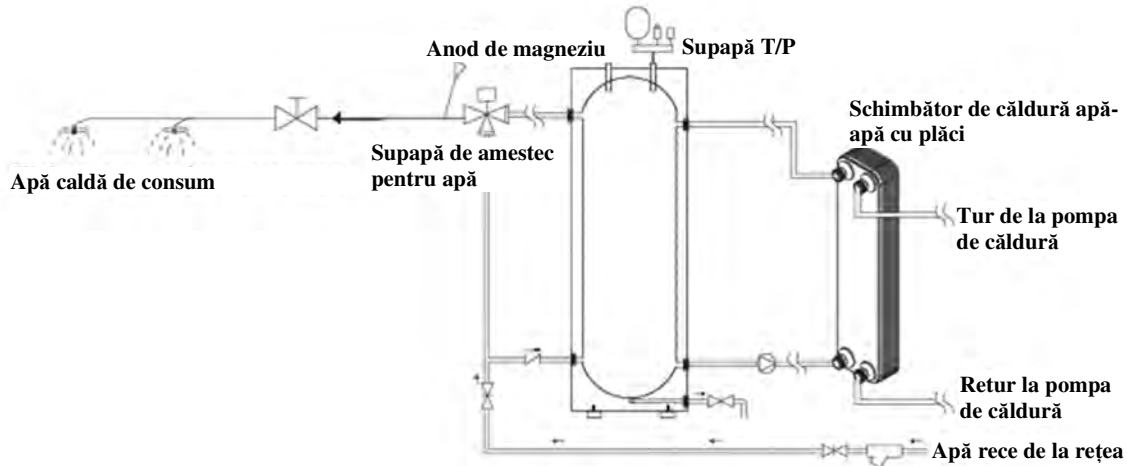 Anod de magneziu
Supapă T/P
Schimbător de căldură apă-
apă cu plăci
Supapă de amestec
pentru apă
Apă caldă de consum
Tur de la pompa
de căldură
Retur la pompa
de căldură
Apă rece de la rețea